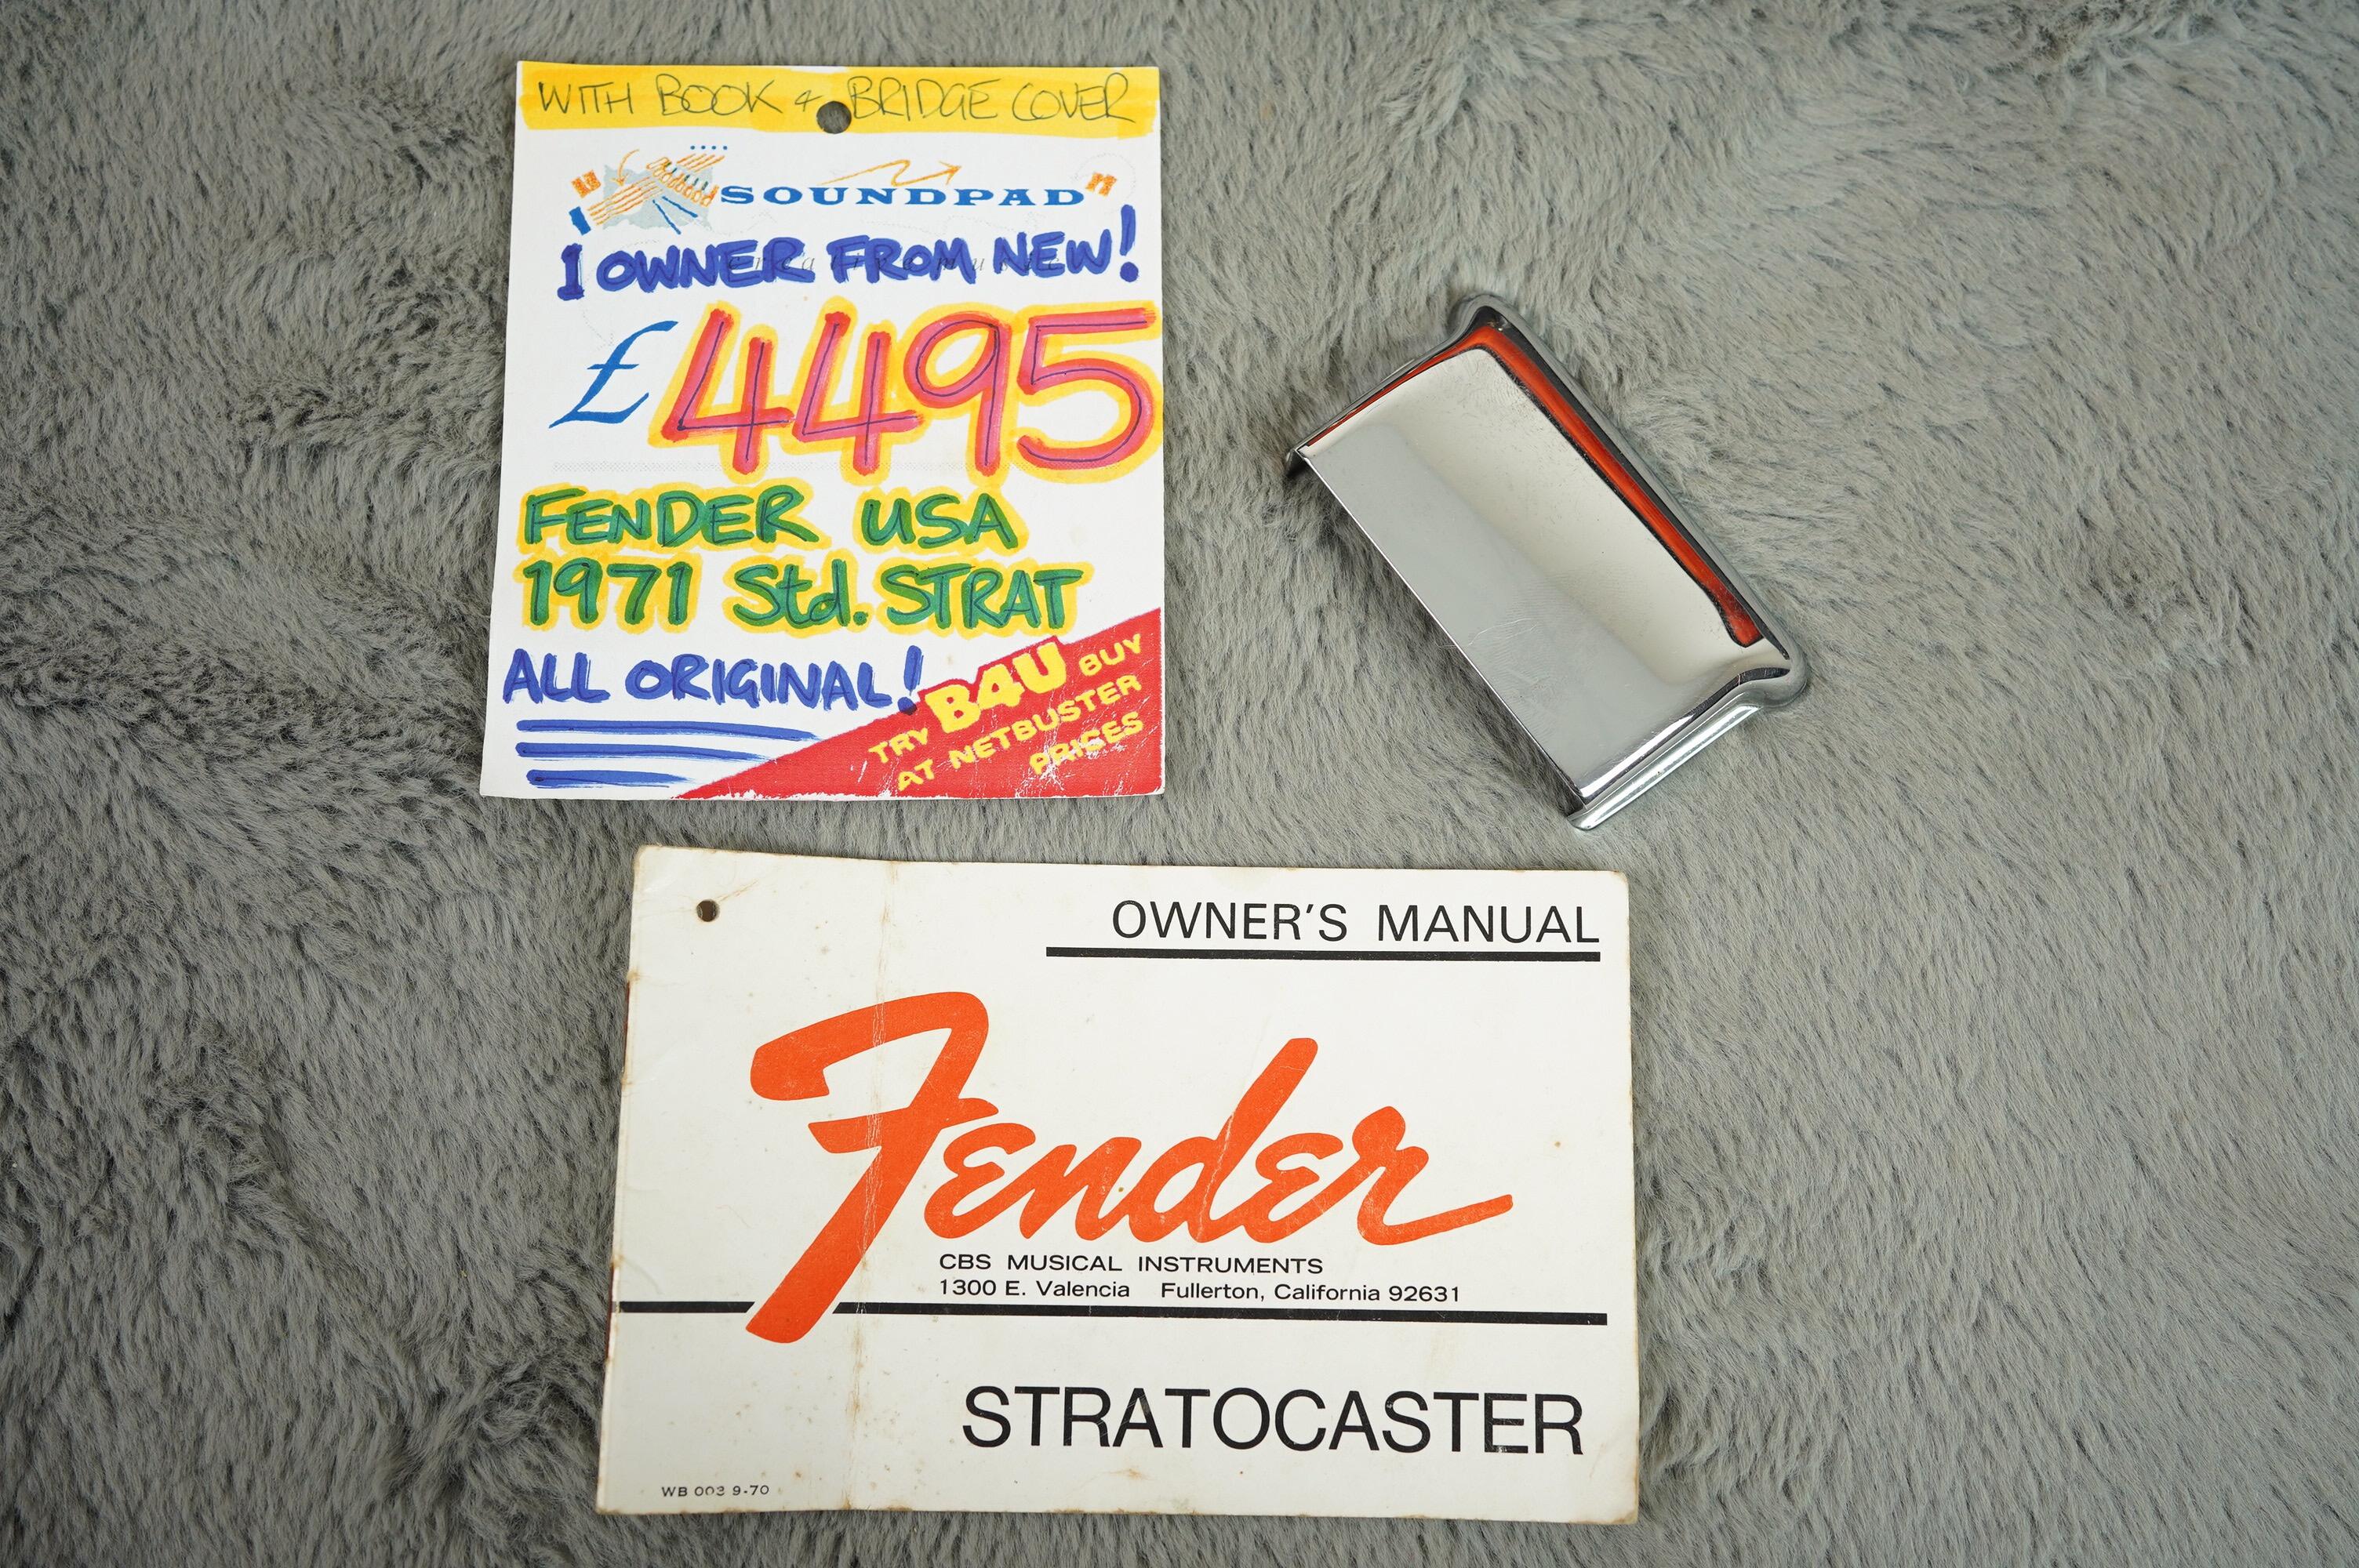 WITH BOOK & BRIDGE COVER
"SOUNDPAD"
1 OWNER FROM NEW!
£4495
FENDER USA
1971 Std. STRAT
ALL ORIGINAL!
TRY B4U BUY
AT NETBUSTER
PRICES
OWNER'S MANUAL
Fender
CBS MUSICAL INSTRUMENTS
1300 E. Valencia Fullerton, California 92631
STRATOCASTER
WB 003 9-70